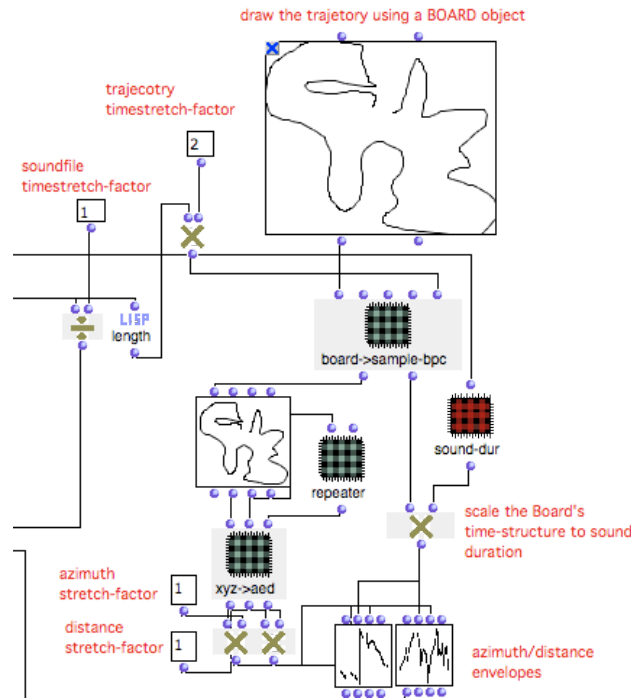 draw the trajetory using a BOARD object
trajecotry
timestretch-factor
2
soundfile
timestretch-factor
1
LISP
length
board->sample-bpc
sound-dur
repeater
scale the Board's
time-structure to sound
duration
xyz->aed
azimuth
stretch-factor
1
distance
stretch-factor
1
azimuth/distance
envelopes